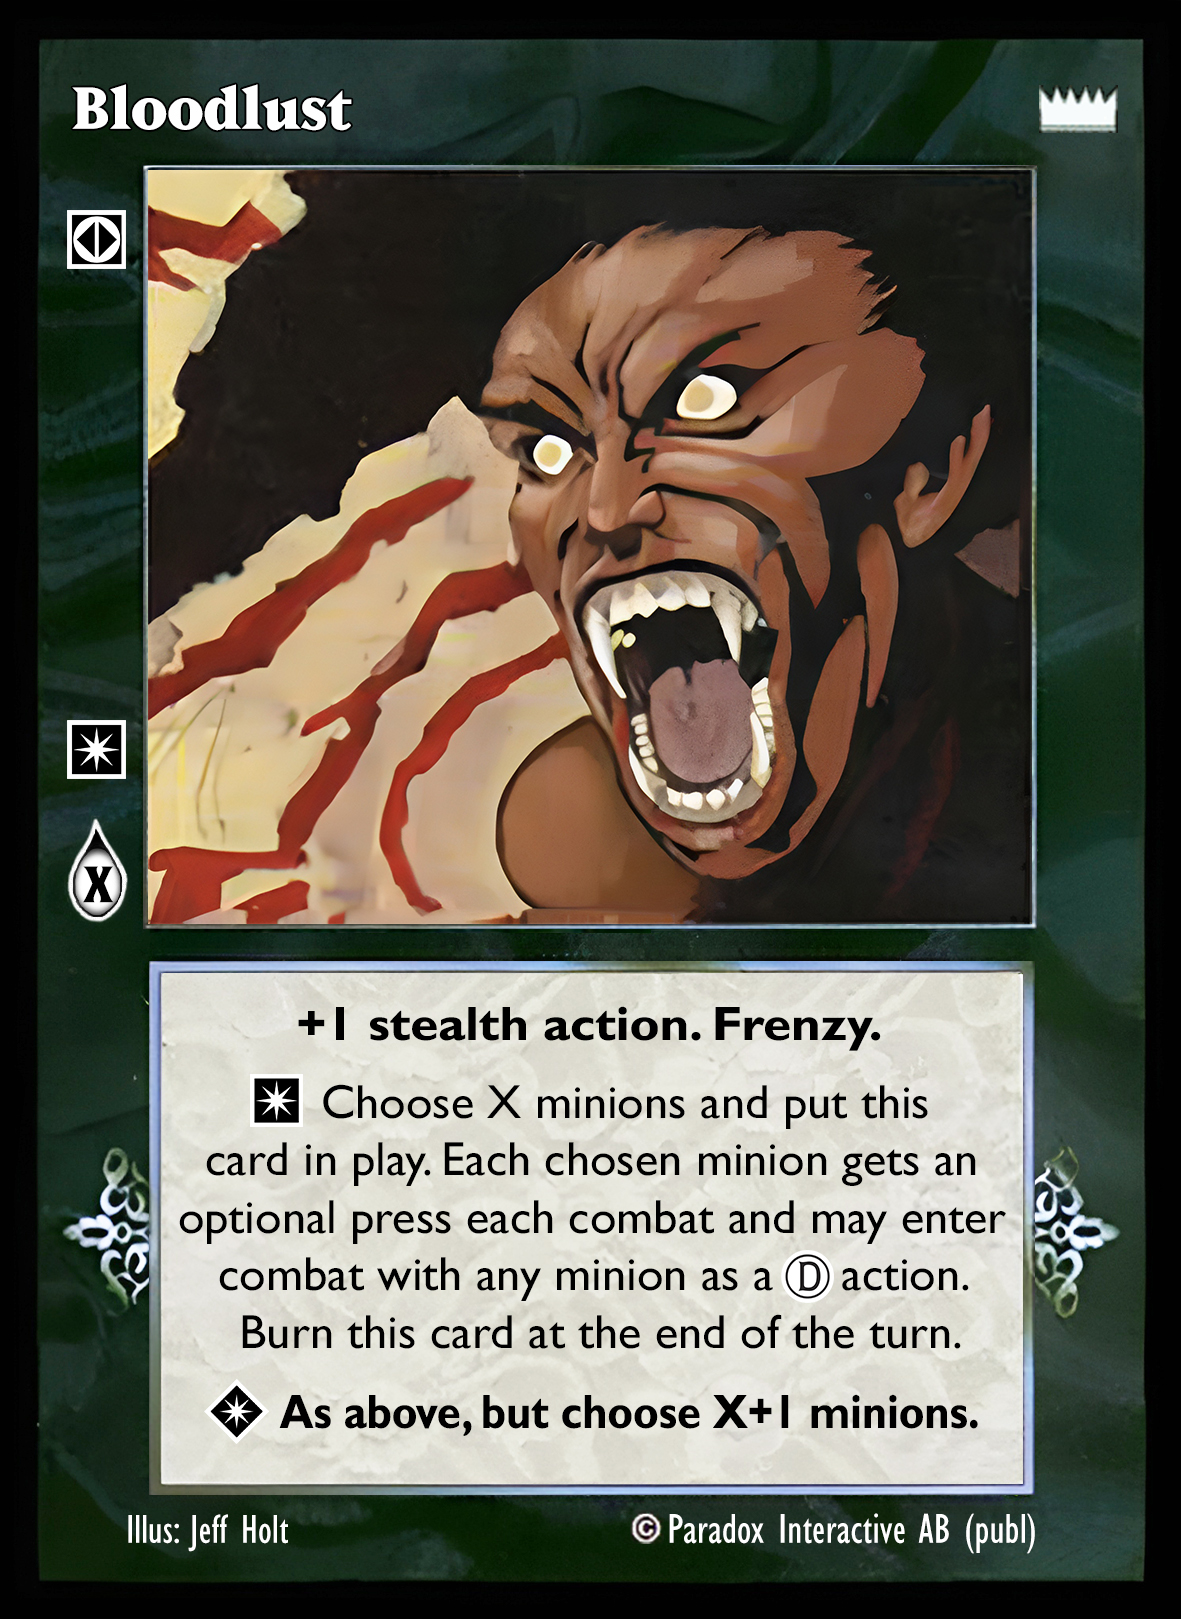 Bloodlust
X
+1 stealth action. Frenzy.
Choose X minions and put this
card in play. Each chosen minion gets an
optional press each combat and may enter
combat with any minion as a Ⓓ action.
Burn this card at the end of the turn.
As above, but choose X+1 minions.
Illus: Jeff Holt
© Paradox Interactive AB (publ)